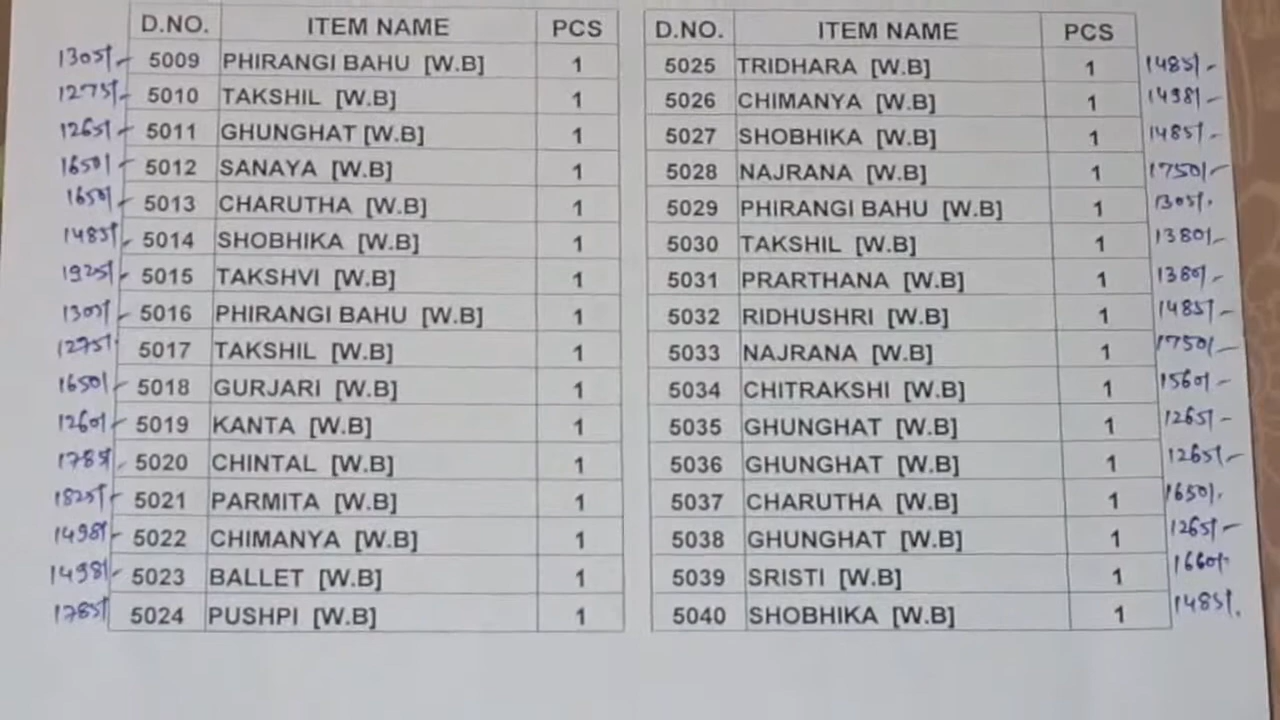 D.NO. ITEM NAME PCS
1305/- 5009 PHIRANGI BAHU [W.B] 1
1275/- 5010 TAKSHIL [W.B] 1
1265/- 5011 GHUNGHAT [W.B] 1
1650/- 5012 SANAYA [W.B] 1
1650/- 5013 CHARUTHA [W.B] 1
1485/- 5014 SHOBHIKA [W.B] 1
1925/- 5015 TAKSHVI [W.B] 1
1305/- 5016 PHIRANGI BAHU [W.B] 1
1275/- 5017 TAKSHIL [W.B] 1
1650/- 5018 GURJARI [W.B] 1
1260/- 5019 KANTA [W.B] 1
1785/- 5020 CHINTAL [W.B] 1
1825/- 5021 PARMITA [W.B] 1
1498/- 5022 CHIMANYA [W.B] 1
1498/- 5023 BALLET [W.B] 1
1785/- 5024 PUSHPI [W.B] 1
D.NO. ITEM NAME PCS
5025 TRIDHARA [W.B] 1 1485/-
5026 CHIMANYA [W.B] 1 1498/-
5027 SHOBHIKA [W.B] 1 1485/-
5028 NAJRANA [W.B] 1 1750/-
5029 PHIRANGI BAHU [W.B] 1 1305/-
5030 TAKSHIL [W.B] 1 1380/-
5031 PRARTHANA [W.B] 1 1380/-
5032 RIDHUSHRI [W.B] 1 1485/-
5033 NAJRANA [W.B] 1 1750/-
5034 CHITRAKSHI [W.B] 1 1560/-
5035 GHUNGHAT [W.B] 1 1265/-
5036 GHUNGHAT [W.B] 1 1265/-
5037 CHARUTHA [W.B] 1 1650/-
5038 GHUNGHAT [W.B] 1 1265/-
5039 SRISTI [W.B] 1 1660/-
5040 SHOBHIKA [W.B] 1 1485/-